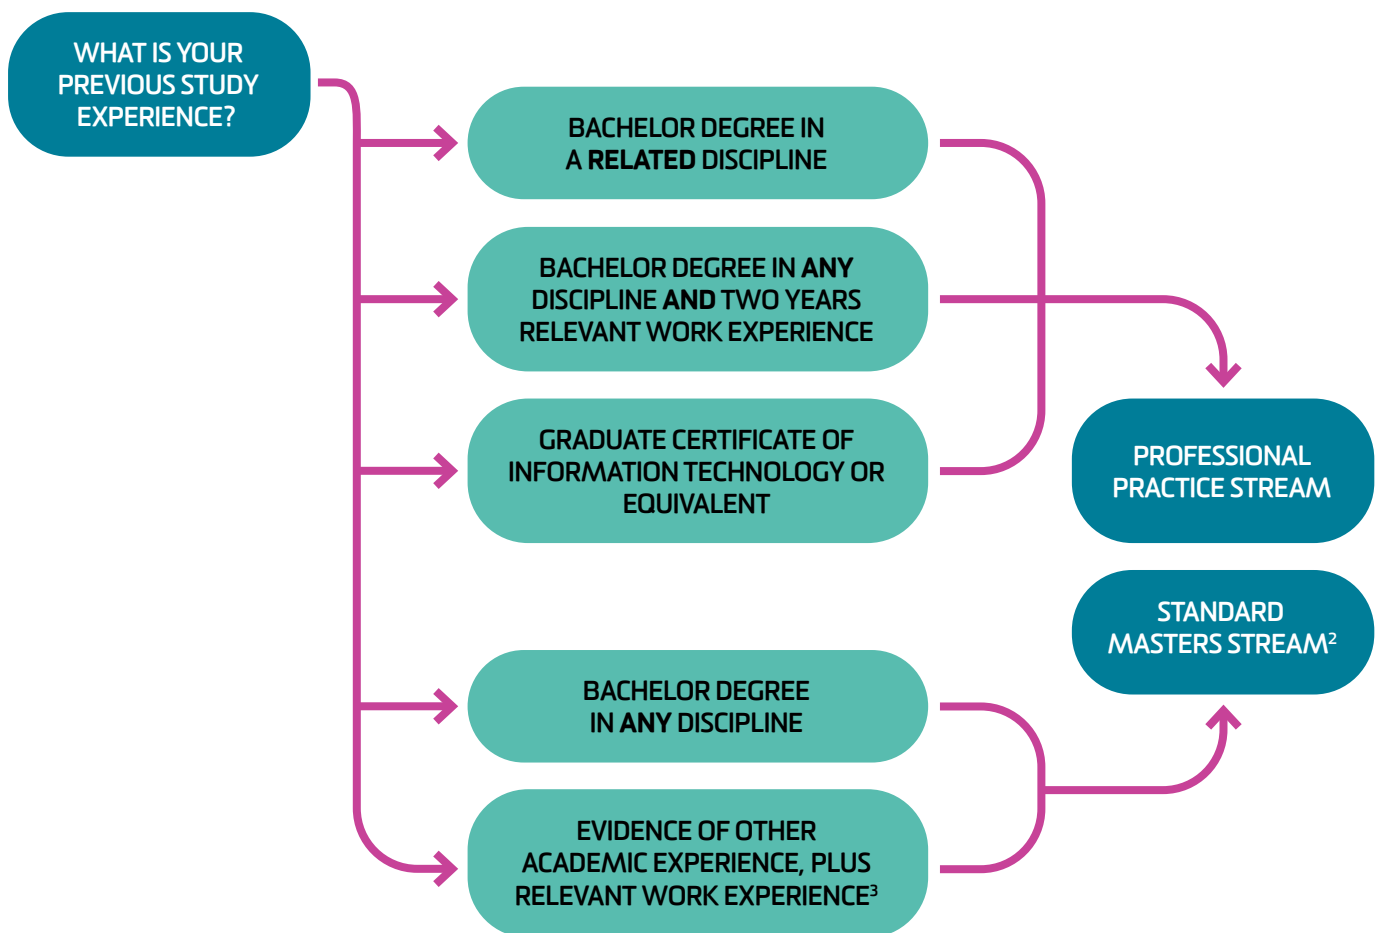 WHAT IS YOUR
PREVIOUS STUDY
EXPERIENCE?
BACHELOR DEGREE IN
A RELATED DISCIPLINE
BACHELOR DEGREE IN ANY
DISCIPLINE AND TWO YEARS
RELEVANT WORK EXPERIENCE
GRADUATE CERTIFICATE OF
INFORMATION TECHNOLOGY OR
EQUIVALENT
PROFESSIONAL
PRACTICE STREAM
STANDARD
MASTERS STREAM²
BACHELOR DEGREE
IN ANY DISCIPLINE
EVIDENCE OF OTHER
ACADEMIC EXPERIENCE, PLUS
RELEVANT WORK EXPERIENCE³